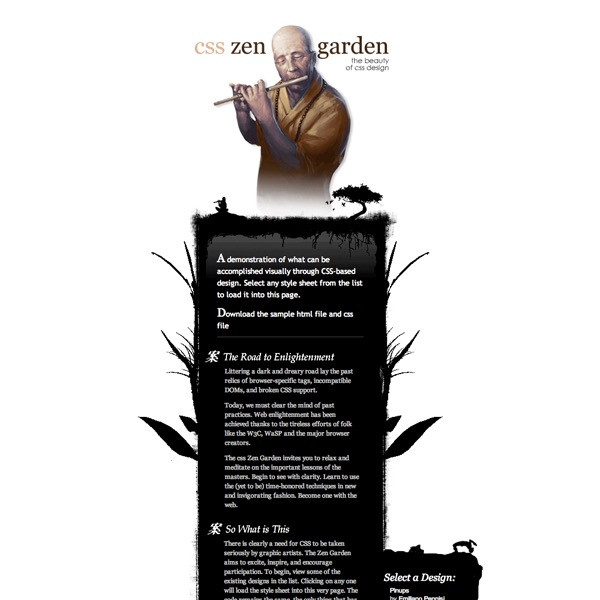 css zen garden
the beauty
of css design
A demonstration of what can be
accomplished visually through CSS-based
design. Select any style sheet from the list
to load it into this page.
Download the sample html file and css
file
The Road to Enlightenment
Littering a dark and dreary road lay the past
relics of browser-specific tags, incompatible
DOMs, and broken CSS support.
Today, we must clear the mind of past
practices. Web enlightenment has been
achieved thanks to the tireless efforts of folk
like the W3C, WaSP and the major browser
creators.
The css Zen Garden invites you to relax and
meditate on the important lessons of the
masters. Begin to see with clarity. Learn to use
the (yet to be) time-honored techniques in new
and invigorating fashion. Become one with the
web.
So What is This
There is clearly a need for CSS to be taken
seriously by graphic artists. The Zen Garden
aims to excite, inspire, and encourage
participation. To begin, view some of the
existing designs in the list. Clicking on any one
will load the style sheet into this very page. The
code remains the same, the only thing that has
Select a Design:
Pinups
by Emiliano Pennisi